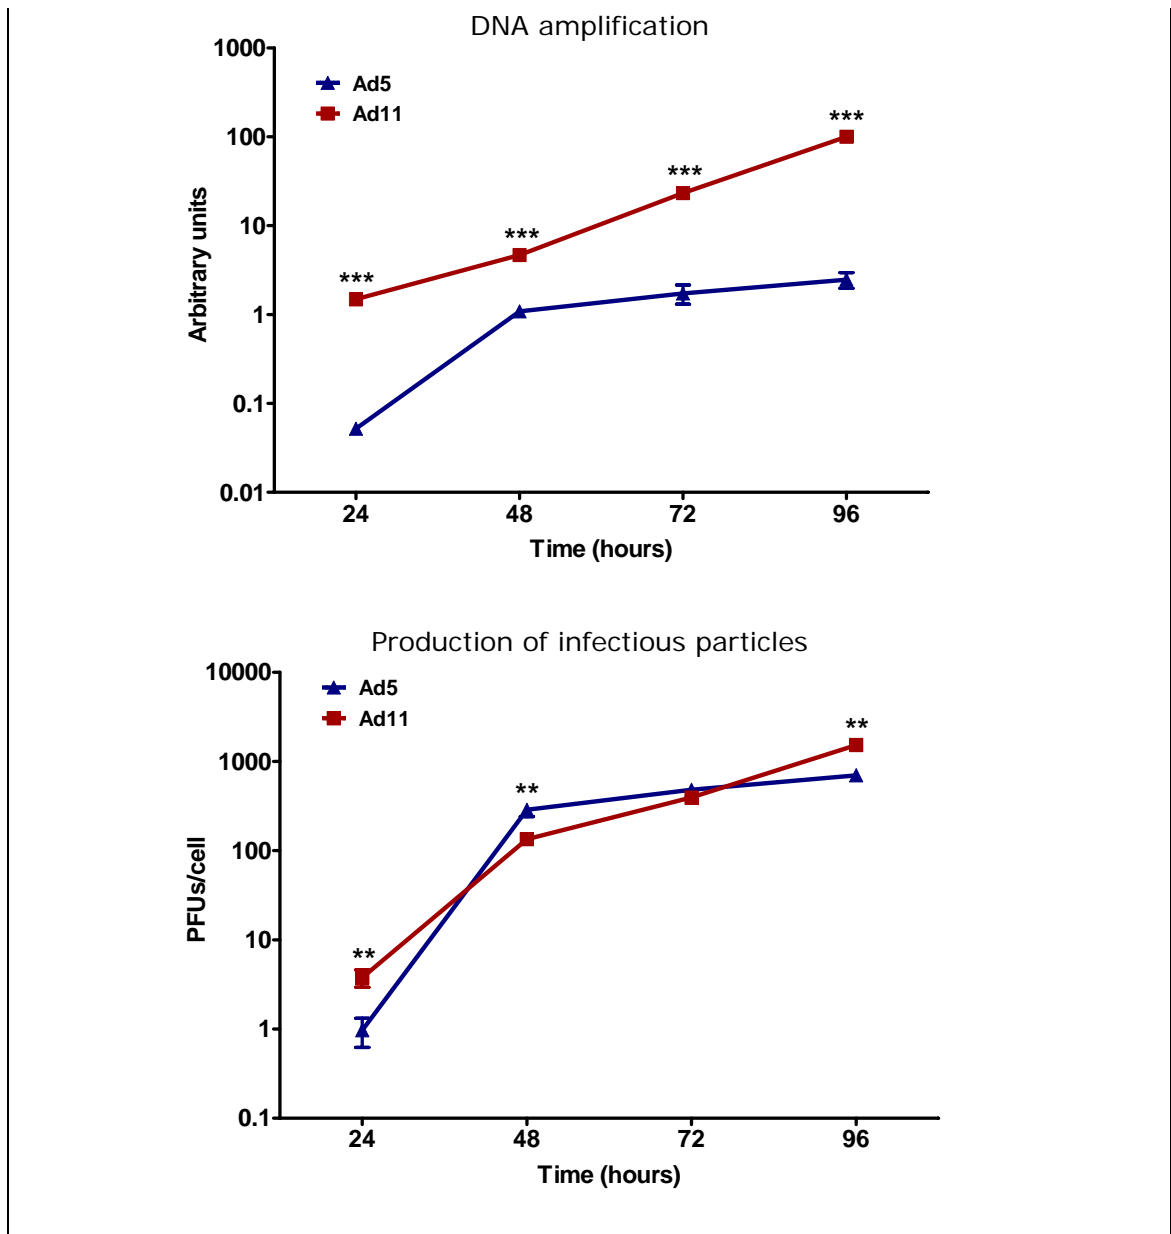 DNA amplification
1000
Ad5
Ad11
***
100
***
10
***
***
1
0.1
0.01
Arbitrary units
24 48 72 96
Time (hours)
Production of infectious particles
10000
Ad5
Ad11
**
1000
**
100
10
**
1
0.1
PFUs/cell
24 48 72 96
Time (hours)